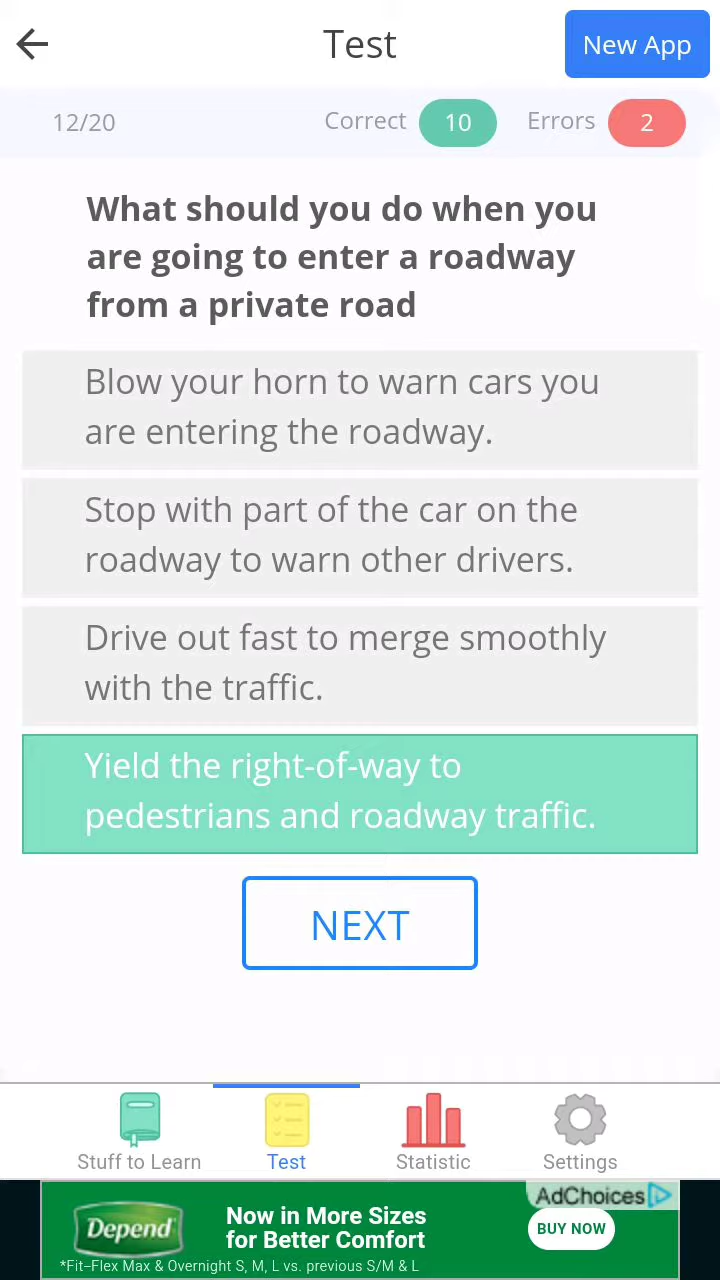 Test
New App
12/20
Correct 10 Errors 2
What should you do when you
are going to enter a roadway
from a private road
Blow your horn to warn cars you
are entering the roadway.
Stop with part of the car on the
roadway to warn other drivers.
Drive out fast to merge smoothly
with the traffic.
Yield the right-of-way to
pedestrians and roadway traffic.
NEXT
Stuff to Learn
Test
Statistic
Settings
AdChoices
Depend
Now in More Sizes
for Better Comfort
BUY NOW
*Fit-Flex Max & Overnight S, M, L vs. previous S/M & L